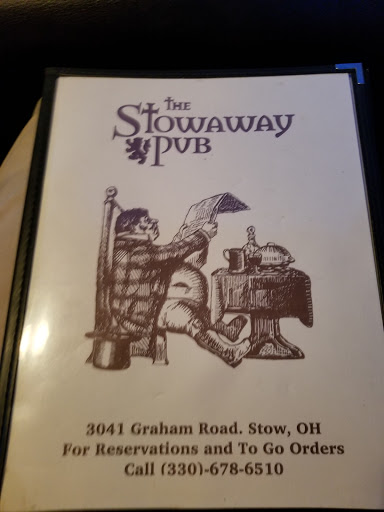 THE
STOWAWAY
PUB
3041 Graham Road. Stow, OH
For Reservations and To Go Orders
Call (330)-678-6510